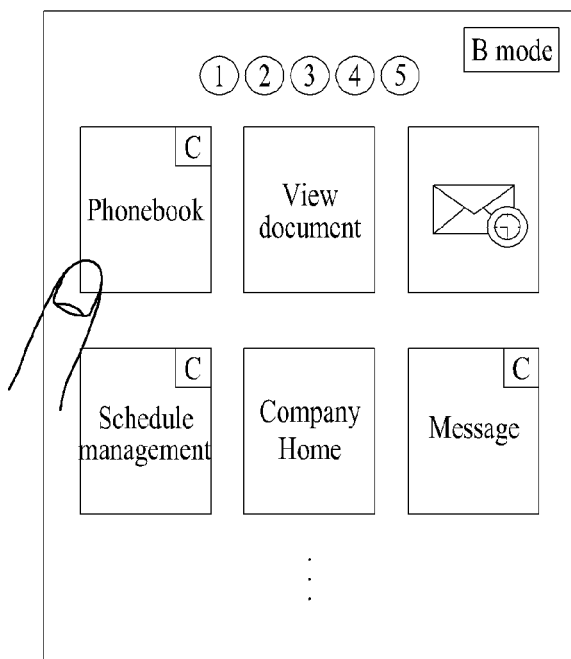 B mode
1 2 3 4 5
C
Phonebook
View
document
C
Schedule
management
Company
Home
C
Message